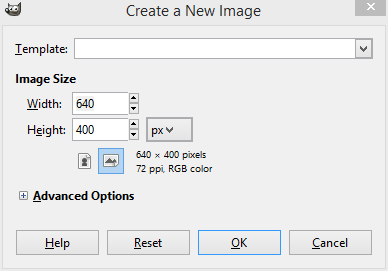 Create a New Image
Template:
Image Size
Width: 640
Height: 400 px
640 × 400 pixels
72 ppi, RGB color
Advanced Options
Help Reset OK Cancel